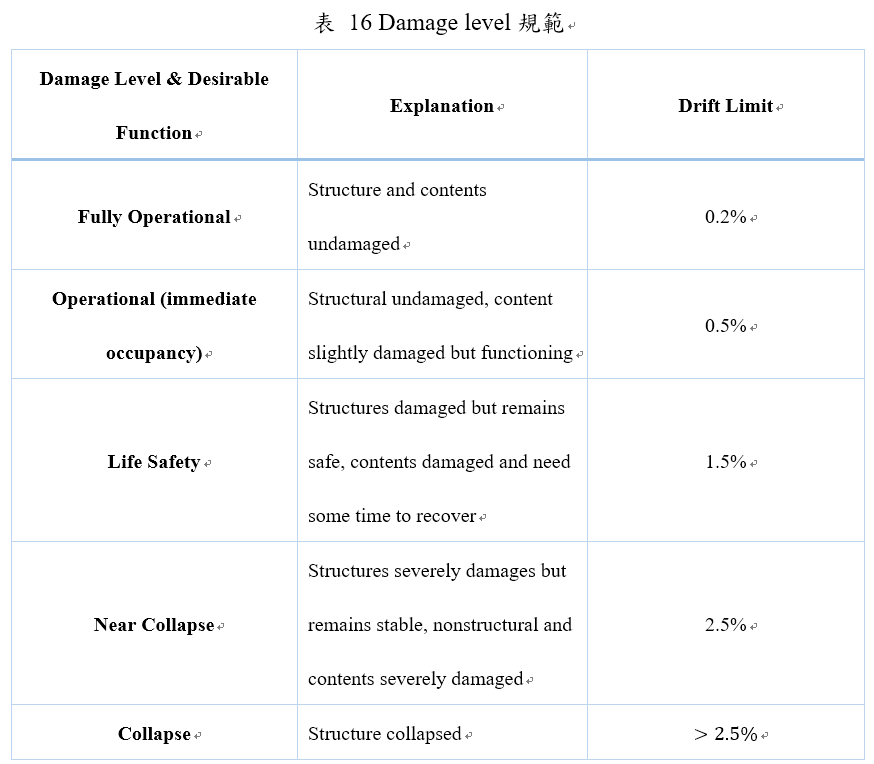 表 16 Damage level 規範
Damage Level & Desirable
Function
Explanation
Drift Limit
Fully Operational
Structure and contents
undamaged
0.2%
Operational (immediate
occupancy)
Structural undamaged, content
slightly damaged but functioning
0.5%
Life Safety
Structures damaged but remains
safe, contents damaged and need
some time to recover
1.5%
Near Collapse
Structures severely damages but
remains stable, nonstructural and
contents severely damaged
2.5%
Collapse
Structure collapsed
> 2.5%